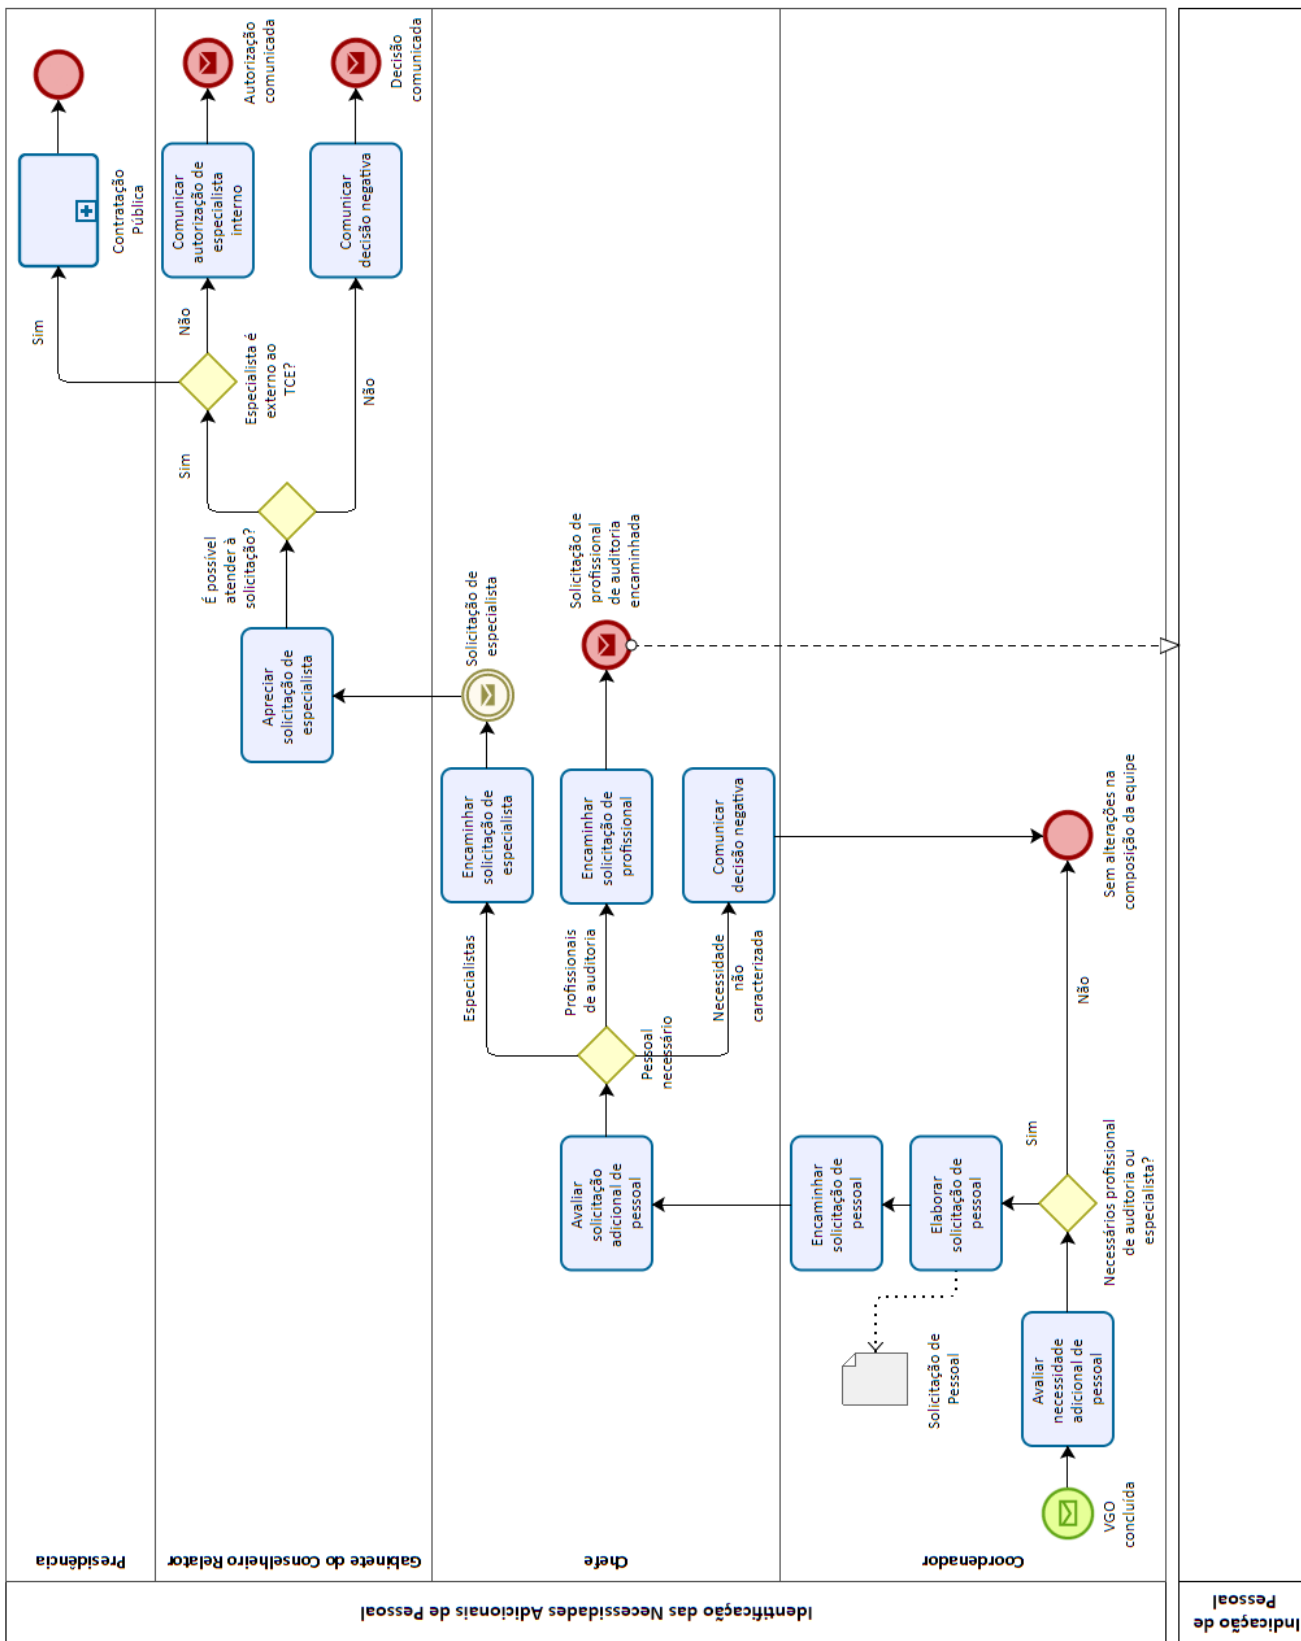 Identificação das Necessidades Adicionais de Pessoal
Presidência
Sim
Contratação
Pública
Gabinete do Conselheiro Relator
Apreciar
solicitação de
especialista
É possível
atender à
solicitação?
Sim
Especialista é
externo ao
TCE?
Não
Comunicar
autorização de
especialista
interno
Autorização
comunicada
Não
Comunicar
decisão negativa
Decisão
comunicada
Chefe
Avaliar
solicitação
adicional de
pessoal
Pessoal
necessário
Especialistas
Encaminhar
solicitação de
especialista
Solicitação de
especialista
Profissionais
de auditoria
Encaminhar
solicitação de
profissional
Solicitação de
profissional
de auditoria
encaminhada
Necessidade
não
caracterizada
Comunicar
decisão negativa
Coordenador
VGO
concluída
Avaliar
necessidade
adicional de
pessoal
Necessários profissional
de auditoria ou
especialista?
Sim
Elaborar
solicitação de
pessoal
Solicitação de
Pessoal
Encaminhar
solicitação de
pessoal
Não
Sem alterações na
composição da equipe
Indicação de
Pessoal